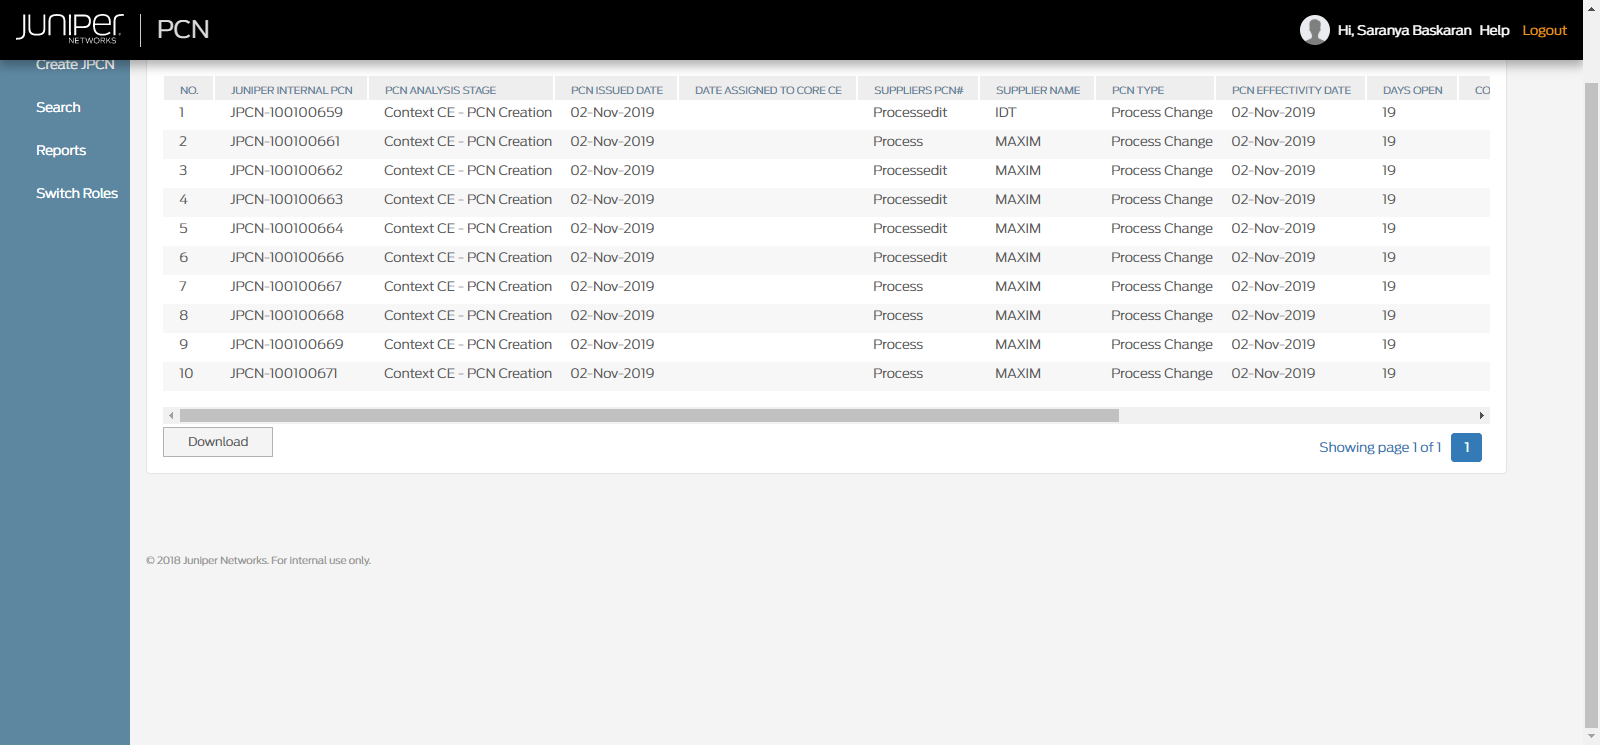 JUNIPER NETWORKS PCN Hi, Saranya Baskaran Help Logout
Create JPCN
Search
Reports
Switch Roles
NO. JUNIPER INTERNAL PCN PCN ANALYSIS STAGE PCN ISSUED DATE DATE ASSIGNED TO CORE CE SUPPLIERS PCN# SUPPLIER NAME PCN TYPE PCN EFFECTIVITY DATE DAYS OPEN CO
1 JPCN-100100659 Context CE - PCN Creation 02-Nov-2019 Processedit IDT Process Change 02-Nov-2019 19
2 JPCN-100100661 Context CE - PCN Creation 02-Nov-2019 Process MAXIM Process Change 02-Nov-2019 19
3 JPCN-100100662 Context CE - PCN Creation 02-Nov-2019 Processedit MAXIM Process Change 02-Nov-2019 19
4 JPCN-100100663 Context CE - PCN Creation 02-Nov-2019 Processedit MAXIM Process Change 02-Nov-2019 19
5 JPCN-100100664 Context CE - PCN Creation 02-Nov-2019 Processedit MAXIM Process Change 02-Nov-2019 19
6 JPCN-100100666 Context CE - PCN Creation 02-Nov-2019 Processedit MAXIM Process Change 02-Nov-2019 19
7 JPCN-100100667 Context CE - PCN Creation 02-Nov-2019 Process MAXIM Process Change 02-Nov-2019 19
8 JPCN-100100668 Context CE - PCN Creation 02-Nov-2019 Process MAXIM Process Change 02-Nov-2019 19
9 JPCN-100100669 Context CE - PCN Creation 02-Nov-2019 Process MAXIM Process Change 02-Nov-2019 19
10 JPCN-100100671 Context CE - PCN Creation 02-Nov-2019 Process MAXIM Process Change 02-Nov-2019 19
Download
Showing page 1 of 1 1
© 2018 Juniper Networks. For internal use only.